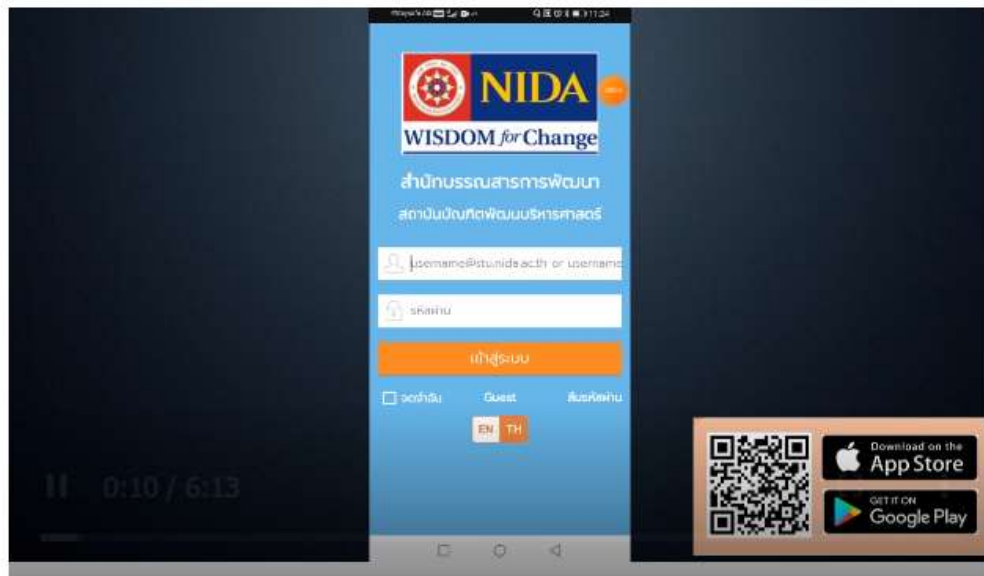 11:24
NIDA
WISDOM for Change
สำนักบรรณสารการพัฒนา
สถาบันบัณฑิตพัฒนบริหารศาสตร์
username@stu.nida.ac.th or username
รหัสผ่าน
เข้าสู่ระบบ
จดจำฉัน Guest ลืมรหัสผ่าน
EN TH
Download on the
App Store
GET IT ON
Google Play
0:10 / 6:13